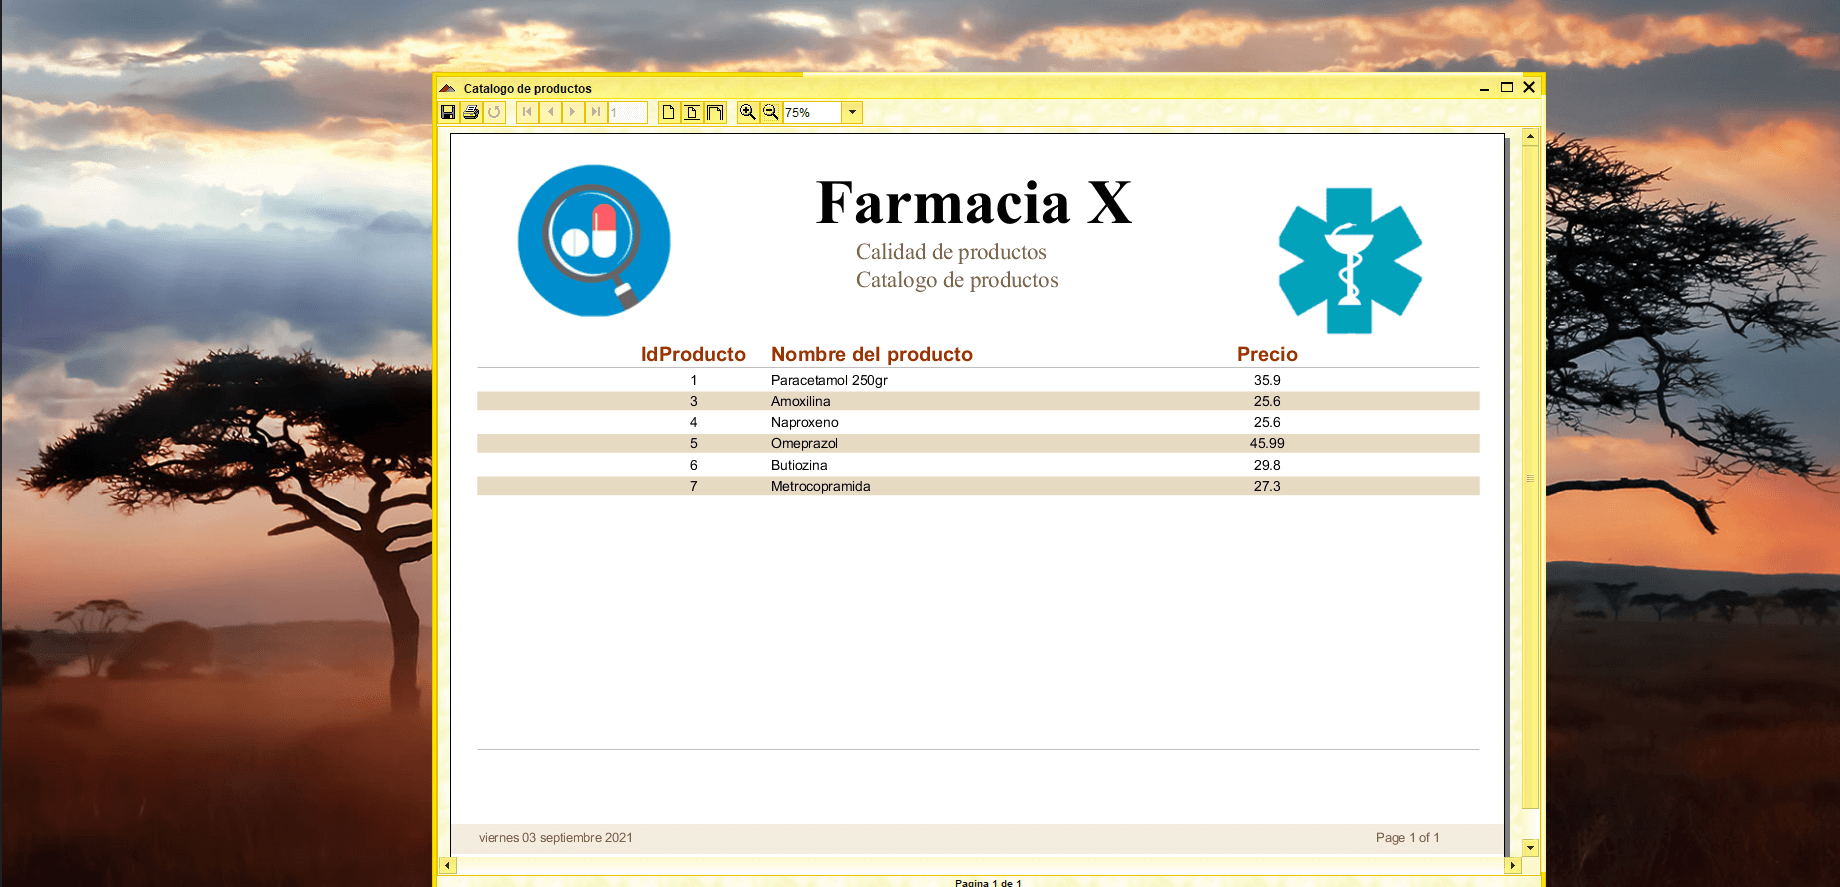 Catalogo de productos
1
75%
Farmacia X
Calidad de productos
Catalogo de productos
IdProducto Nombre del producto Precio
1 Paracetamol 250gr 35.9
3 Amoxilina 25.6
4 Naproxeno 25.6
5 Omeprazol 45.99
6 Butiozina 29.8
7 Metrocopramida 27.3
viernes 03 septiembre 2021 Page 1 of 1
Pagina 1 de 1